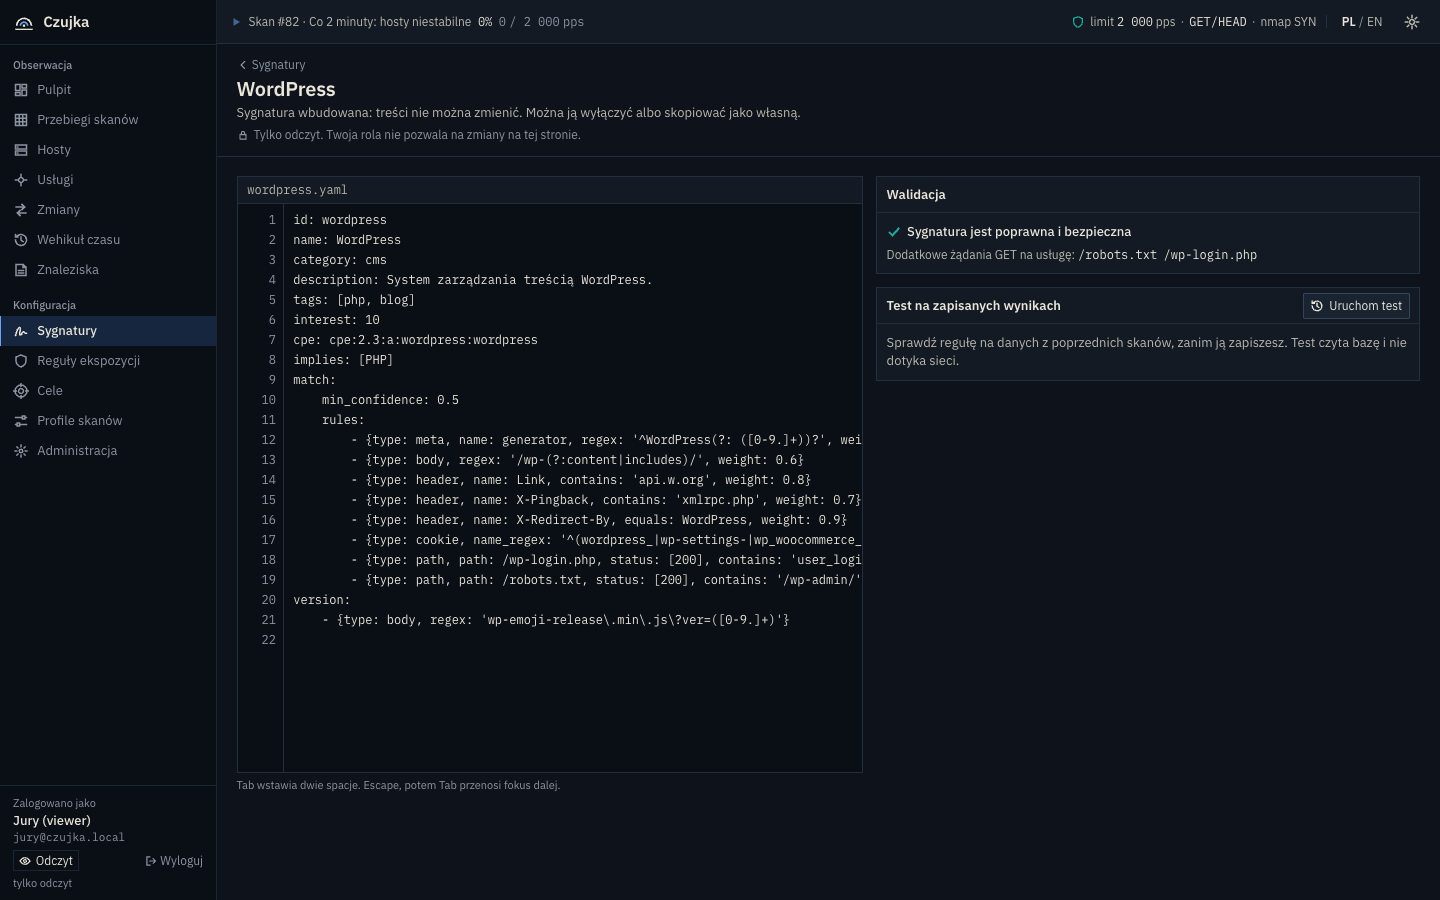 Czujka
Skan #82 · Co 2 minuty: hosty niestabilne 0% 0 / 2 000 pps
limit 2 000 pps · GET/HEAD · nmap SYN
PL / EN
Obserwacja
Pulpit
Przebiegi skanów
Hosty
Usługi
Zmiany
Wehikuł czasu
Znaleziska
Konfiguracja
Sygnatury
Reguły ekspozycji
Cele
Profile skanów
Administracja
Zalogowano jako
Jury (viewer)
jury@czujka.local
Odczyt
Wyloguj
tylko odczyt
Sygnatury
WordPress
Sygnatura wbudowana: treści nie można zmienić. Można ją wyłączyć albo skopiować jako własną.
Tylko odczyt. Twoja rola nie pozwala na zmiany na tej stronie.
wordpress.yaml
1 id: wordpress
2 name: WordPress
3 category: cms
4 description: System zarządzania treścią WordPress.
5 tags: [php, blog]
6 interest: 10
7 cpe: cpe:2.3:a:wordpress:wordpress
8 implies: [PHP]
9 match:
10 min_confidence: 0.5
11 rules:
12 - {type: meta, name: generator, regex: '^WordPress(?: ([0-9.]+))?', wei
13 - {type: body, regex: '/wp-(?:content|includes)/', weight: 0.6}
14 - {type: header, name: Link, contains: 'api.w.org', weight: 0.8}
15 - {type: header, name: X-Pingback, contains: 'xmlrpc.php', weight: 0.7}
16 - {type: header, name: X-Redirect-By, equals: WordPress, weight: 0.9}
17 - {type: cookie, name_regex: '^(wordpress_|wp-settings-|wp_woocommerce_
18 - {type: path, path: /wp-login.php, status: [200], contains: 'user_logi
19 - {type: path, path: /robots.txt, status: [200], contains: '/wp-admin/'
20 version:
21 - {type: body, regex: 'wp-emoji-release\.min\.js\?ver=([0-9.]+)'}
22
Tab wstawia dwie spacje. Escape, potem Tab przenosi fokus dalej.
Walidacja
Sygnatura jest poprawna i bezpieczna
Dodatkowe żądania GET na usługę: /robots.txt /wp-login.php
Test na zapisanych wynikach
Uruchom test
Sprawdź regułę na danych z poprzednich skanów, zanim ją zapiszesz. Test czyta bazę i nie
dotyka sieci.